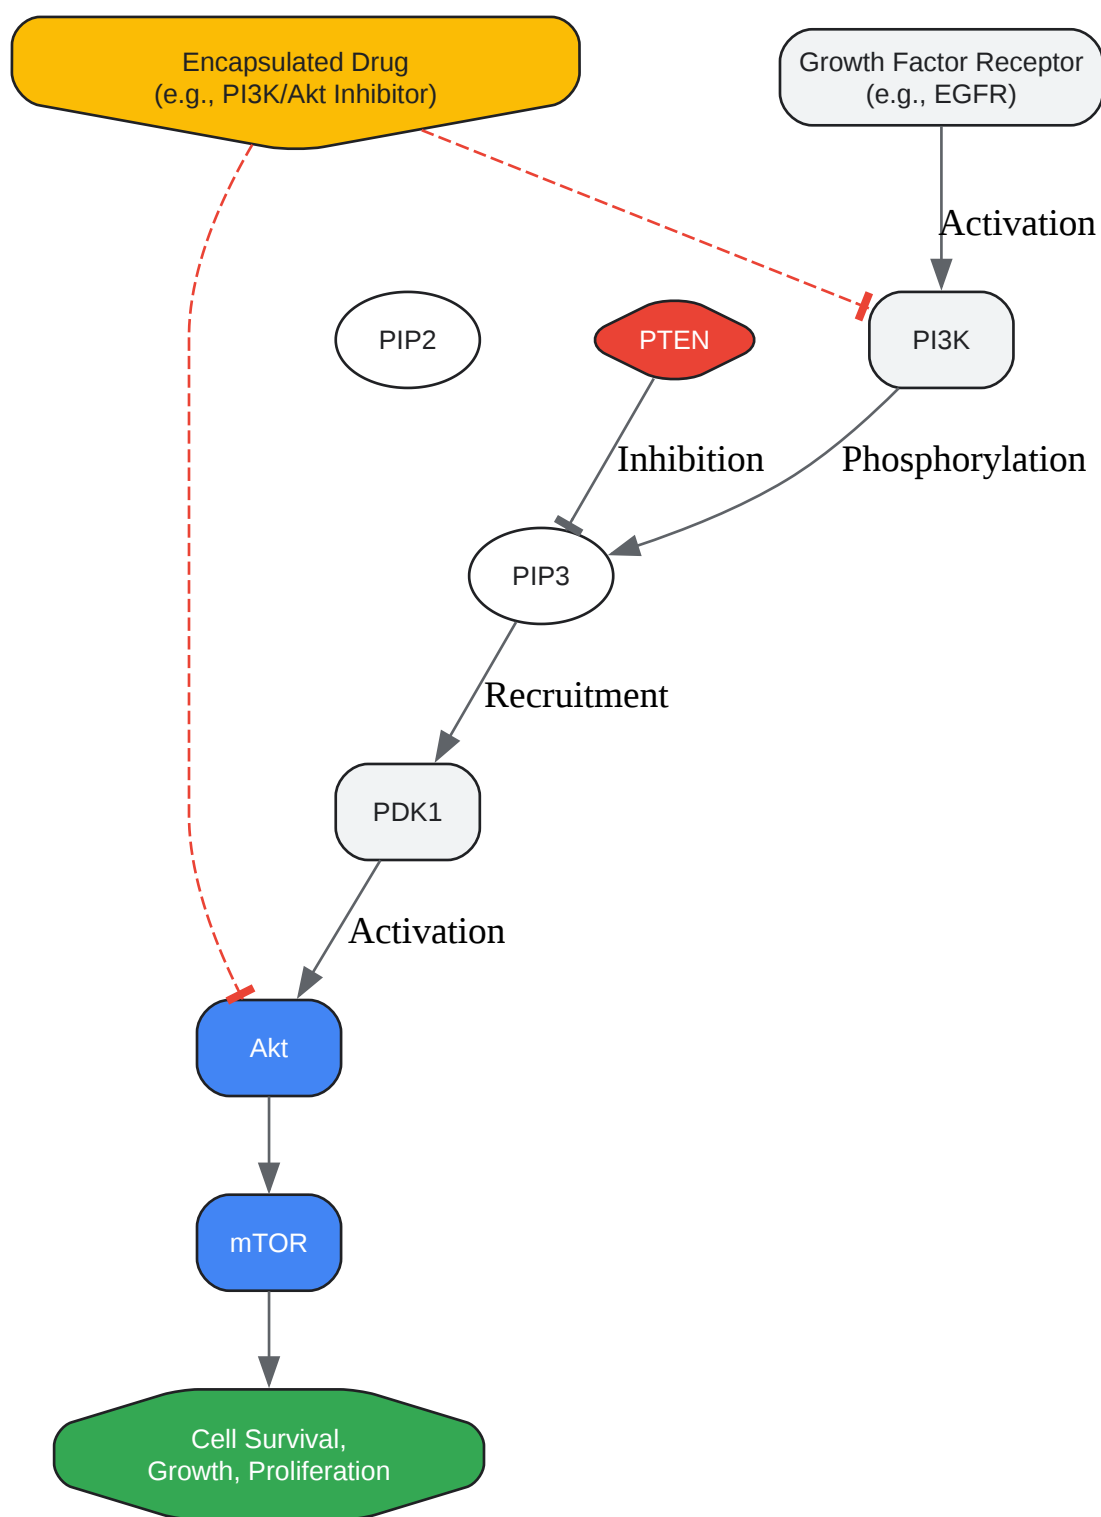 Encapsulated Drug
(e.g., PI3K/Akt Inhibitor)
Growth Factor Receptor
(e.g., EGFR)
Activation
PIP2
PTEN
PI3K
Inhibition
Phosphorylation
PIP3
Recruitment
PDK1
Activation
Akt
mTOR
Cell Survival,
Growth, Proliferation